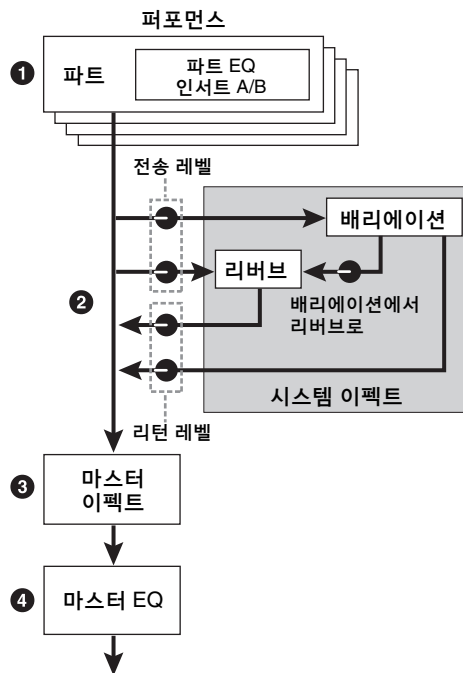 퍼포먼스
❶
파트
파트 EQ
인서트 A/B
전송 레벨
배리에이션
리버브
❷
배리에이션에서
리버브로
시스템 이펙트
리턴 레벨
❸
마스터
이펙트
❹
마스터 EQ